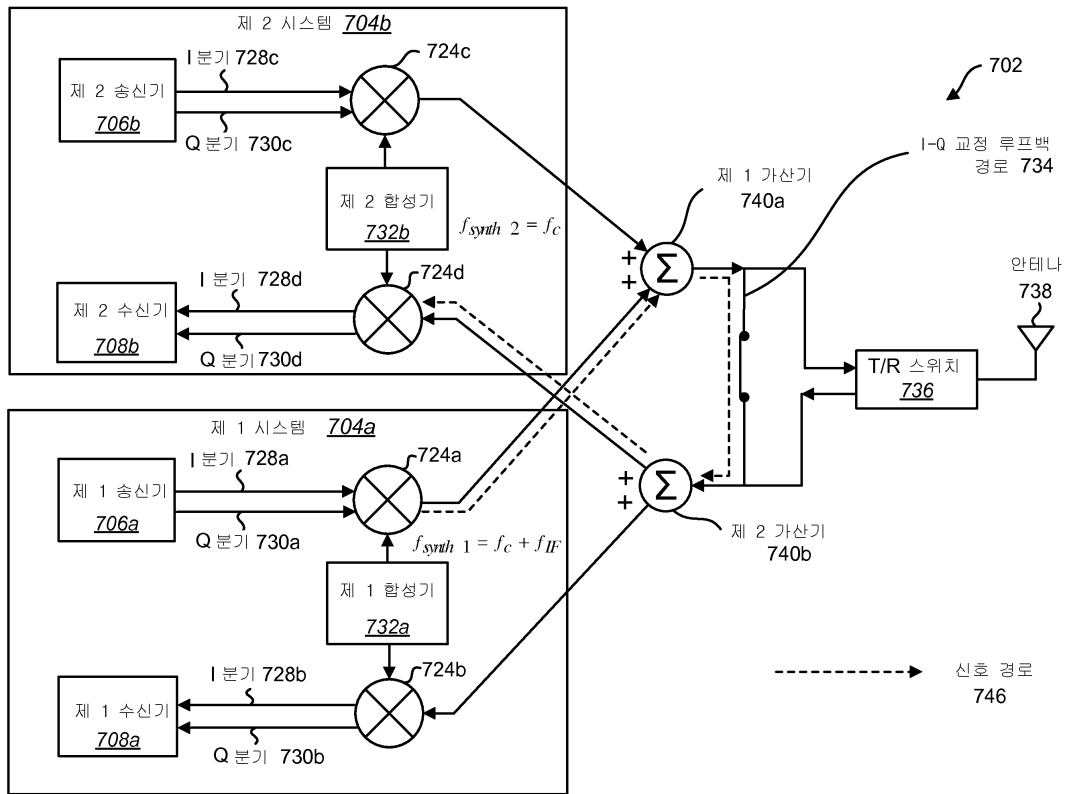 제 2 시스템 704b
I 분기 728c
724c
제 2 송신기
706b
Q 분기 730c
제 2 합성기
732b
f_synth 2 = f_c
I 분기 728d
724d
제 2 수신기
708b
Q 분기 730d
702
I-Q 교정 루프백
경로 734
제 1 가산기
740a
+
+
Σ
안테나
738
T/R 스위치
736
제 1 시스템 704a
I 분기 728a
724a
제 1 송신기
706a
Q 분기 730a
f_synth 1 = f_c + f_IF
제 1 합성기
732a
I 분기 728b
724b
제 1 수신기
708a
Q 분기 730b
+
+
Σ
제 2 가산기
740b
신호 경로
746